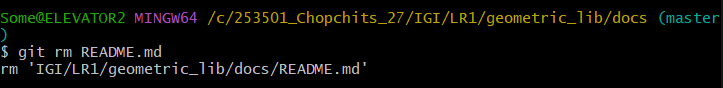 Some@ELEVATOR2 MINGW64 /c/253501_Chopchits_27/IGI/LR1/geometric_lib/docs (master
)
$ git rm README.md
rm 'IGI/LR1/geometric_lib/docs/README.md'